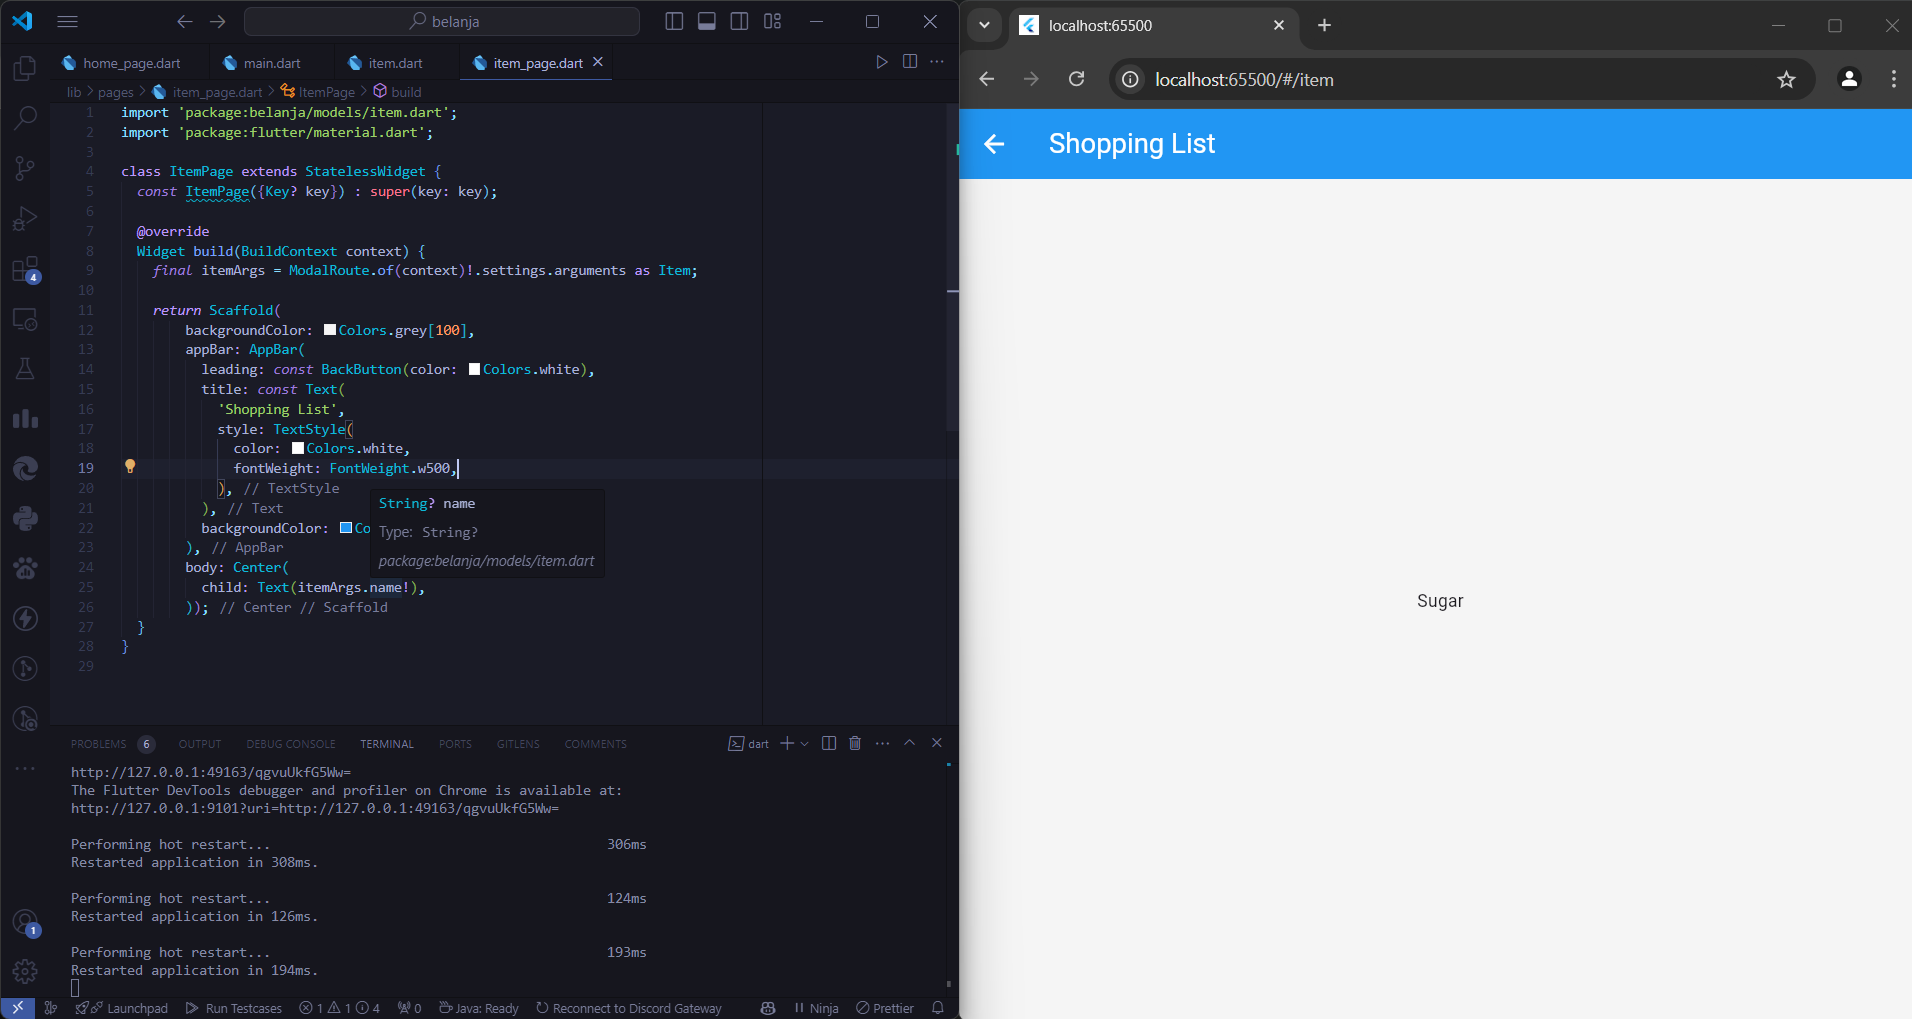 belanja
home_page.dart
main.dart
item.dart
item_page.dart
lib > pages > item_page.dart > ItemPage > build
1 import 'package:belanja/models/item.dart';
2 import 'package:flutter/material.dart';
3
4 class ItemPage extends StatelessWidget {
5 const ItemPage({Key? key}) : super(key: key);
6
7 @override
8 Widget build(BuildContext context) {
9 final itemArgs = ModalRoute.of(context)!.settings.arguments as Item;
10
11 return Scaffold(
12 backgroundColor: Colors.grey[100],
13 appBar: AppBar(
14 leading: const BackButton(color: Colors.white),
15 title: const Text(
16 'Shopping List',
17 style: TextStyle(
18 color: Colors.white,
19 fontWeight: FontWeight.w500,
20 ), // TextStyle
21 ), // Text
22 backgroundColor: Co
23 ), // AppBar
24 body: Center(
25 child: Text(itemArgs.name!),
26 )); // Center // Scaffold
27 }
28 }
29
String? name
Type: String?
package:belanja/models/item.dart
4
1
PROBLEMS 6 OUTPUT DEBUG CONSOLE TERMINAL PORTS GITLENS COMMENTS
dart
http://127.0.0.1:49163/qgvuUkfG5Ww=
The Flutter DevTools debugger and profiler on Chrome is available at:
http://127.0.0.1:9101?uri=http://127.0.0.1:49163/qgvuUkfG5Ww=
Performing hot restart... 306ms
Restarted application in 308ms.
Performing hot restart... 124ms
Restarted application in 126ms.
Performing hot restart... 193ms
Restarted application in 194ms.
Launchpad Run Testcases 1 1 4 0 Java: Ready Reconnect to Discord Gateway Ninja Prettier
localhost:65500
localhost:65500/#/item
Shopping List
Sugar